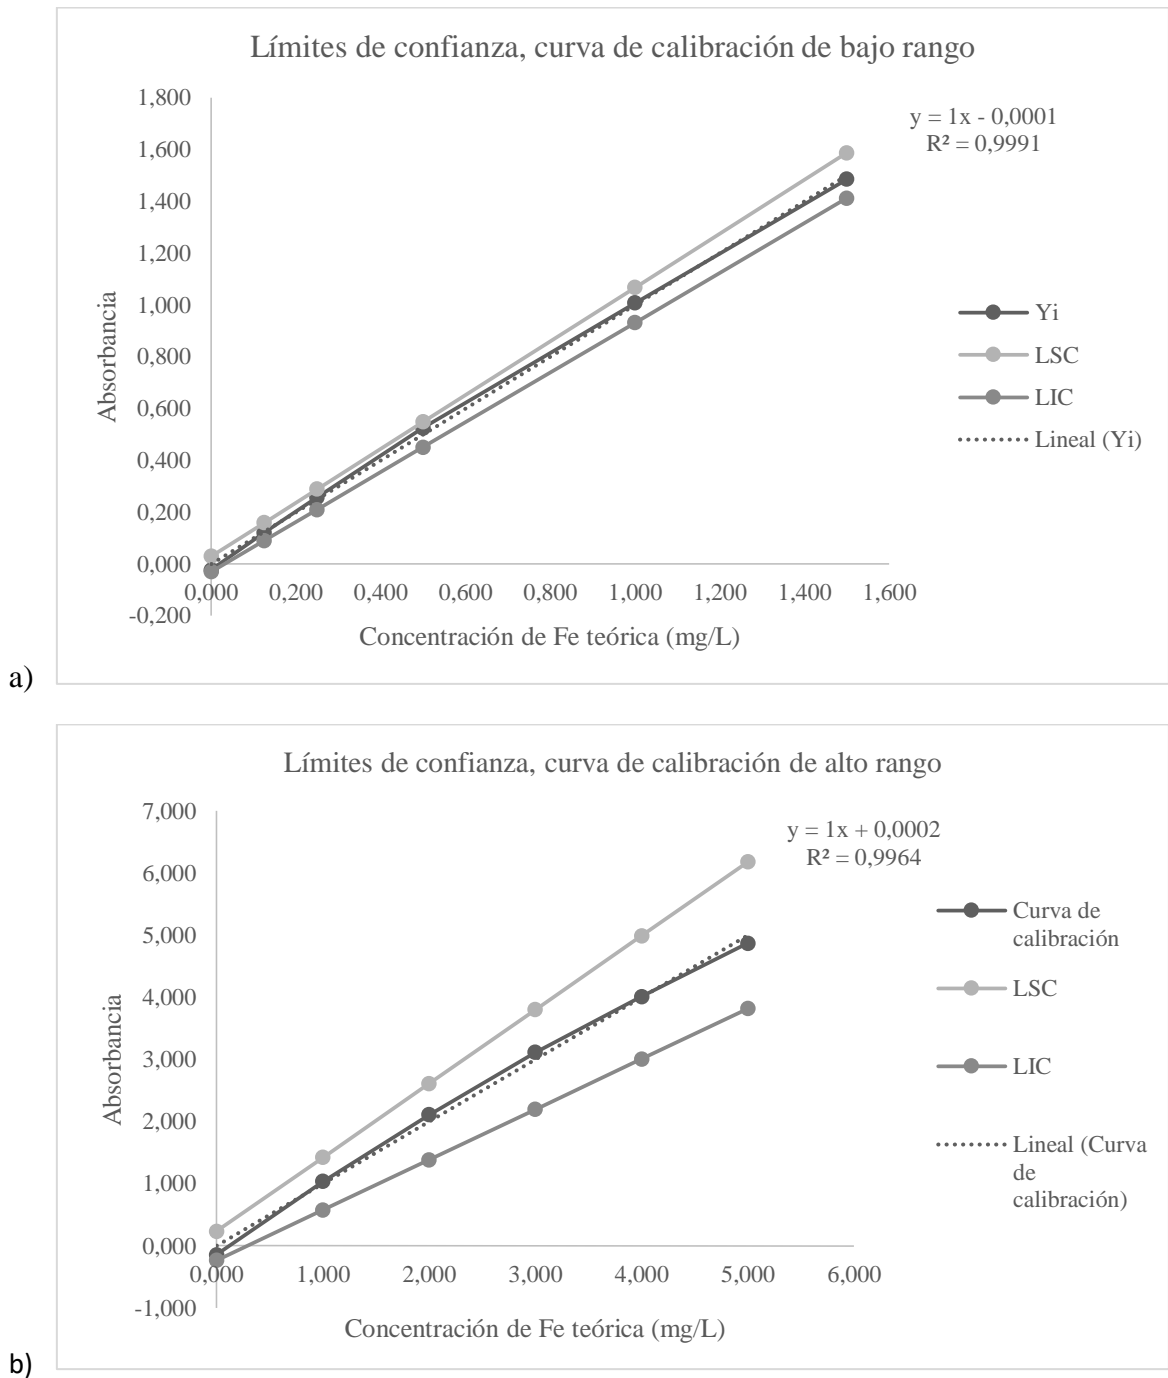 Límites de confianza, curva de calibración de bajo rango
y = 1x - 0,0001
R² = 0,9991
1,800
1,600
1,400
1,200
1,000
0,800
0,600
0,400
0,200
0,000
-0,200
Absorbancia
0,000 0,200 0,400 0,600 0,800 1,000 1,200 1,400 1,600
Concentración de Fe teórica (mg/L)
Yi
LSC
LIC
Lineal (Yi)
a)
Límites de confianza, curva de calibración de alto rango
y = 1x + 0,0002
R² = 0,9964
7,000
6,000
5,000
4,000
3,000
2,000
1,000
0,000
-1,000
Absorbancia
0,000 1,000 2,000 3,000 4,000 5,000 6,000
Concentración de Fe teórica (mg/L)
Curva de
calibración
LSC
LIC
Lineal (Curva
de
calibración)
b)